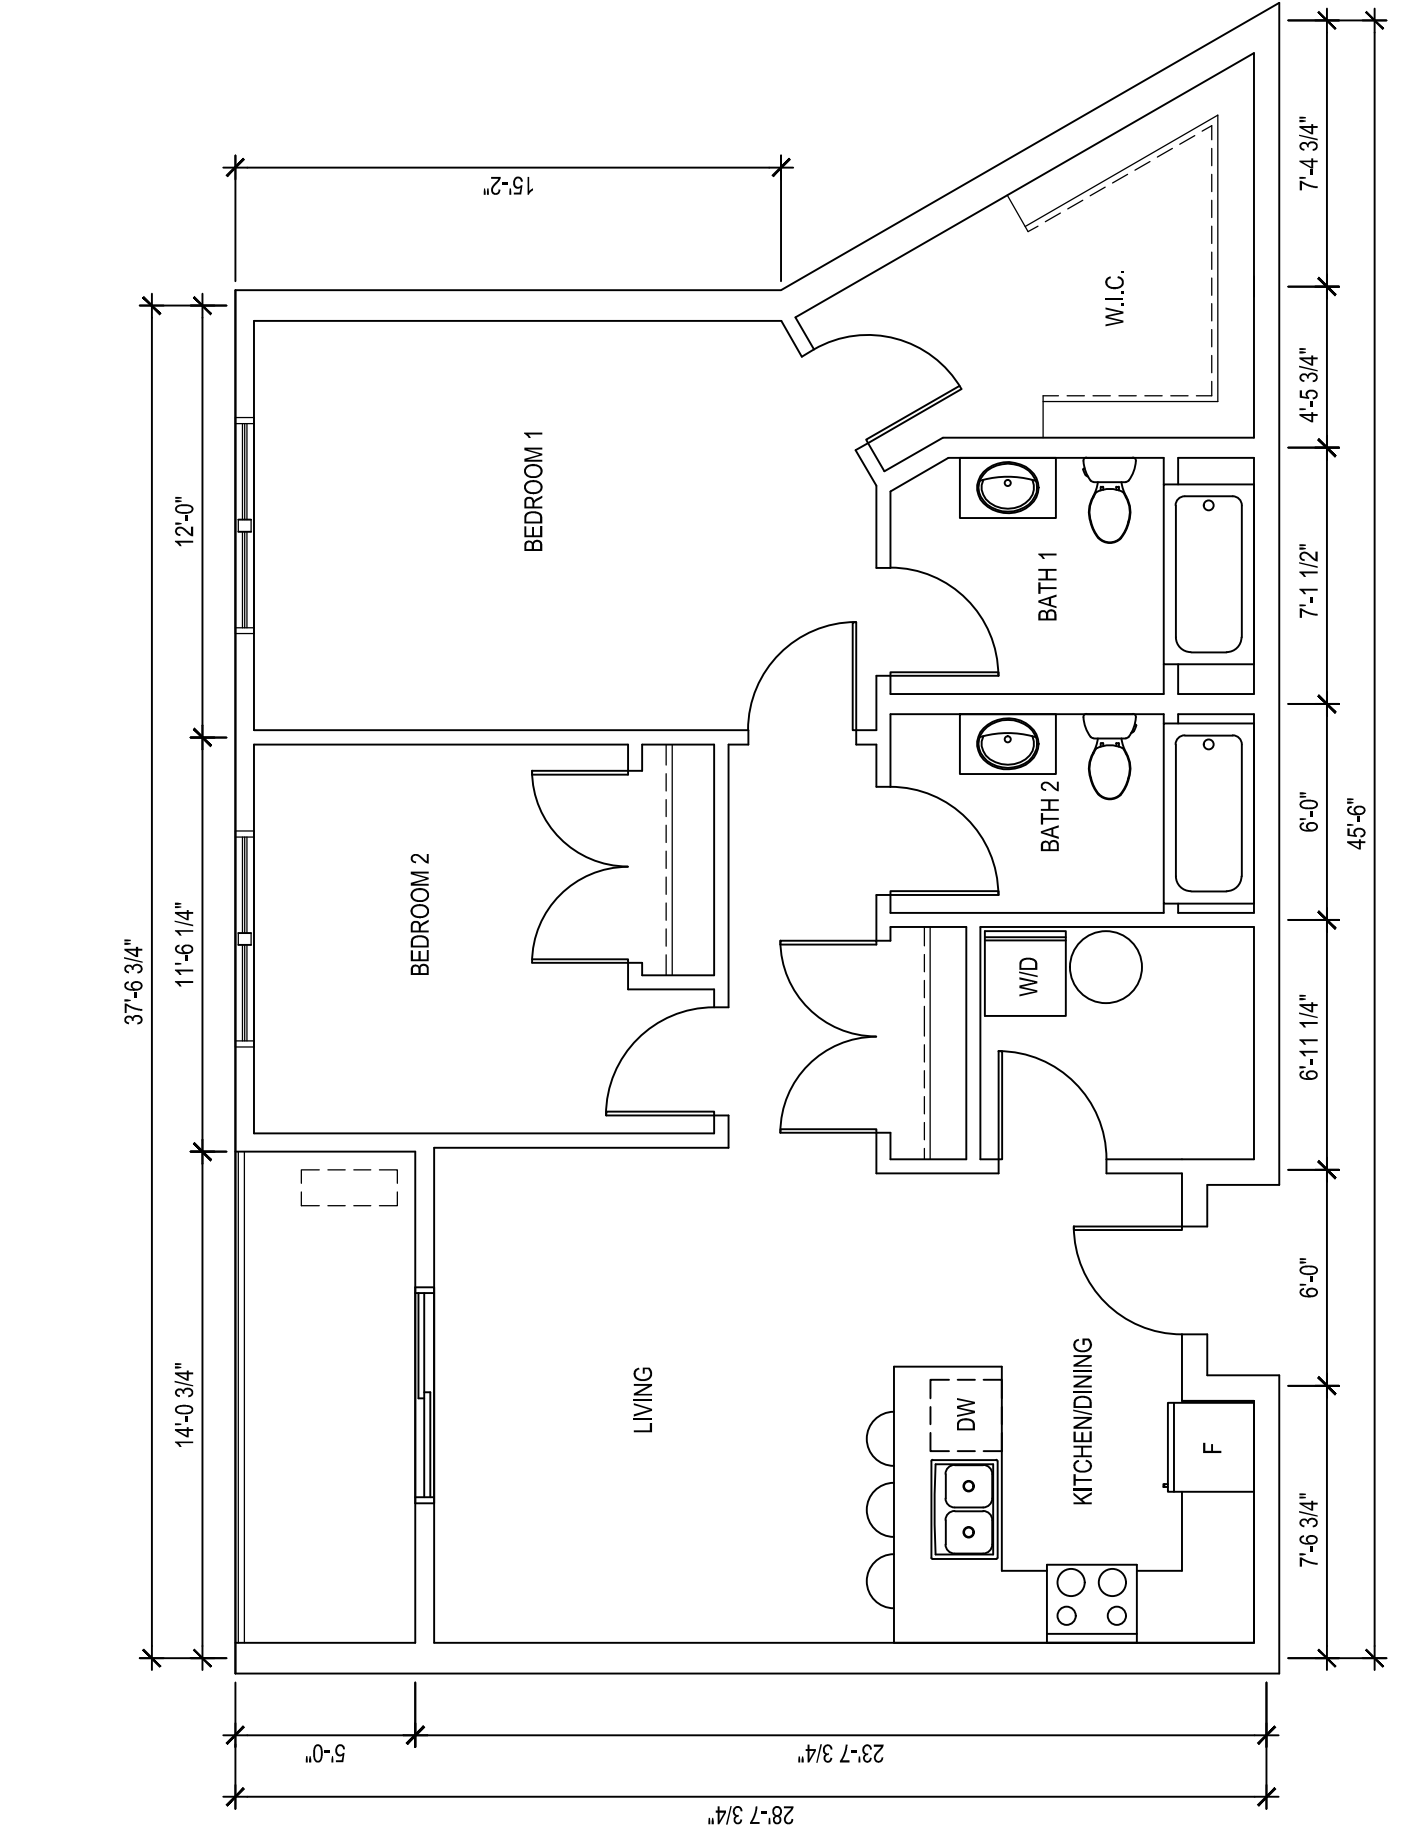 37'-6 3/4"
14'-0 3/4"
11'-6 1/4"
12'-0"
15'-2"
5'-0"
23'-7 3/4"
28'-7 3/4"
BEDROOM 2
BEDROOM 1
LIVING
KITCHEN/DINING
DW
F
W/D
BATH 2
BATH 1
W.I.C.
7'-6 3/4"
6'-0"
6'-11 1/4"
6'-0"
7'-1 1/2"
4'-5 3/4"
7'-4 3/4"
45'-6"